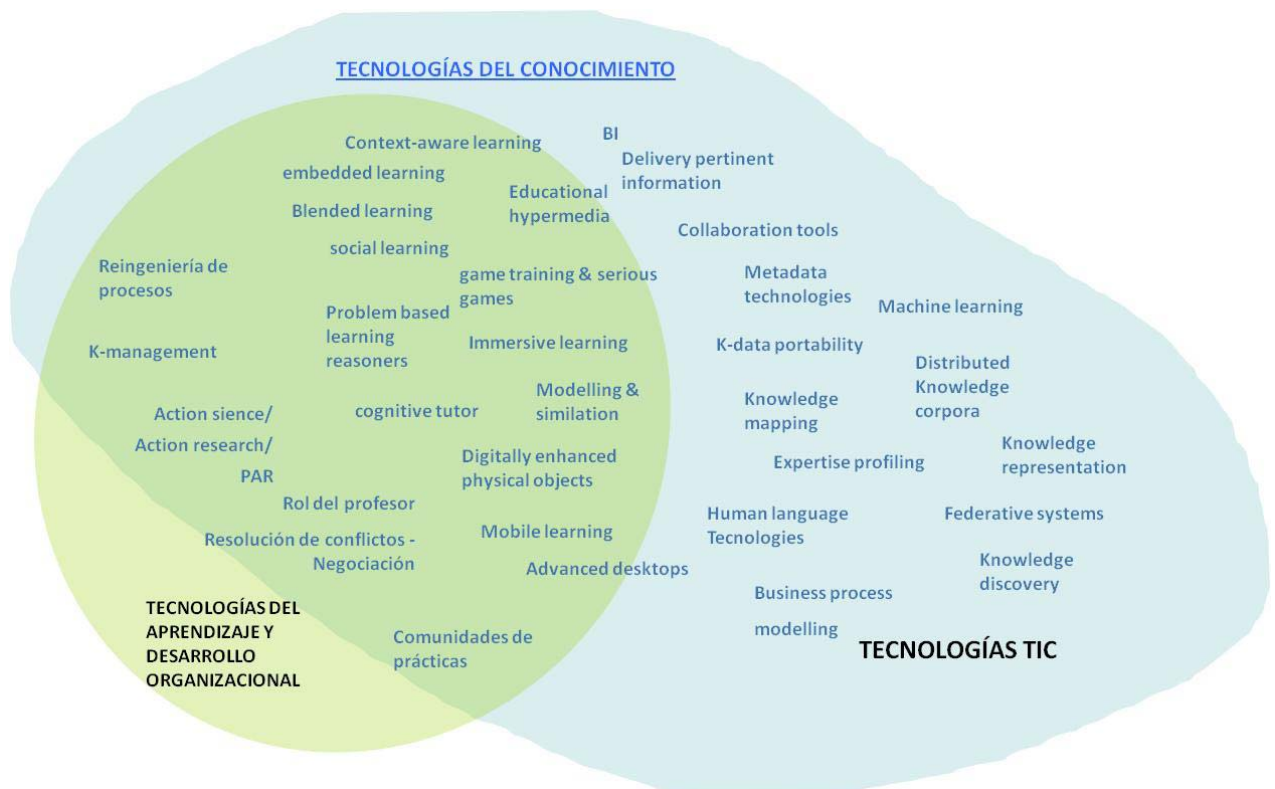 TECNOLOGÍAS DEL CONOCIMIENTO
Context-aware learning
BI
Delivery pertinent
information
embedded learning
Educational
hypermedia
Blended learning
Collaboration tools
social learning
Reingeniería de
procesos
game training & serious
games
Metadata
technologies
Machine learning
Problem based
learning
reasoners
Immersive learning
K-management
K-data portability
Distributed
Knowledge
corpora
Modelling &
similation
Knowledge
mapping
Action sience/
Action research/
PAR
cognitive tutor
Digitally enhanced
physical objects
Expertise profiling
Knowledge
representation
Rol del profesor
Human language
Tecnologies
Federative systems
Resolución de conflictos -
Negociación
Mobile learning
Advanced desktops
Knowledge
discovery
Business process
modelling
TECNOLOGÍAS DEL
APRENDIZAJE Y
DESARROLLO
ORGANIZACIONAL
Comunidades de
prácticas
TECNOLOGÍAS TIC